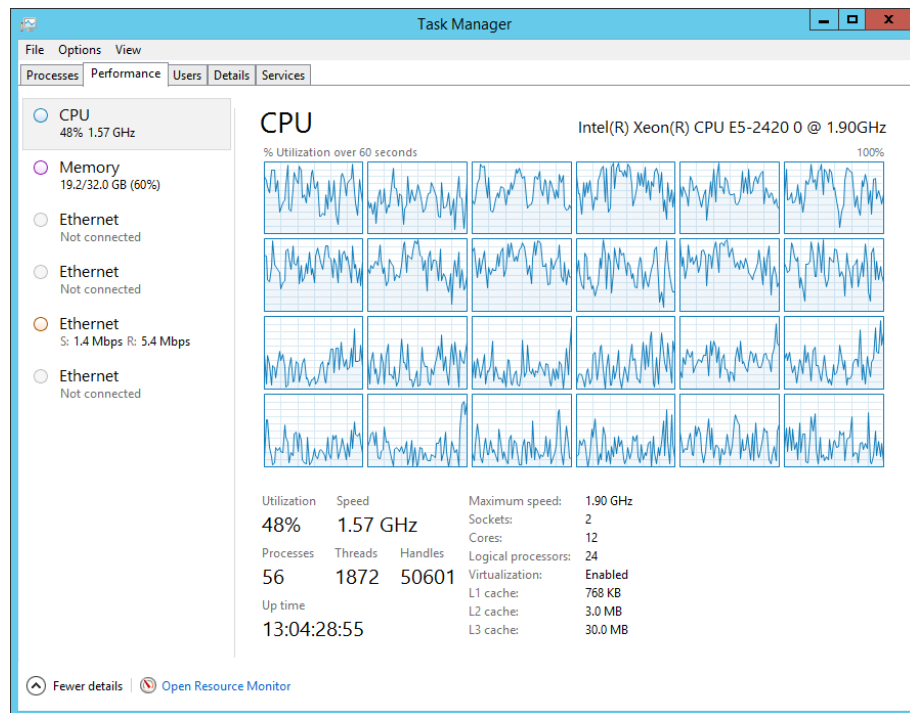 Task Manager
File Options View
Processes Performance Users Details Services
CPU
48% 1.57 GHz
Memory
19.2/32.0 GB (60%)
Ethernet
Not connected
Ethernet
Not connected
Ethernet
S: 1.4 Mbps R: 5.4 Mbps
Ethernet
Not connected
CPU
Intel(R) Xeon(R) CPU E5-2420 0 @ 1.90GHz
% Utilization over 60 seconds 100%
Utilization Speed
48% 1.57 GHz
Processes Threads Handles
56 1872 50601
Up time
13:04:28:55
Maximum speed: 1.90 GHz
Sockets: 2
Cores: 12
Logical processors: 24
Virtualization: Enabled
L1 cache: 768 KB
L2 cache: 3.0 MB
L3 cache: 30.0 MB
Fewer details Open Resource Monitor